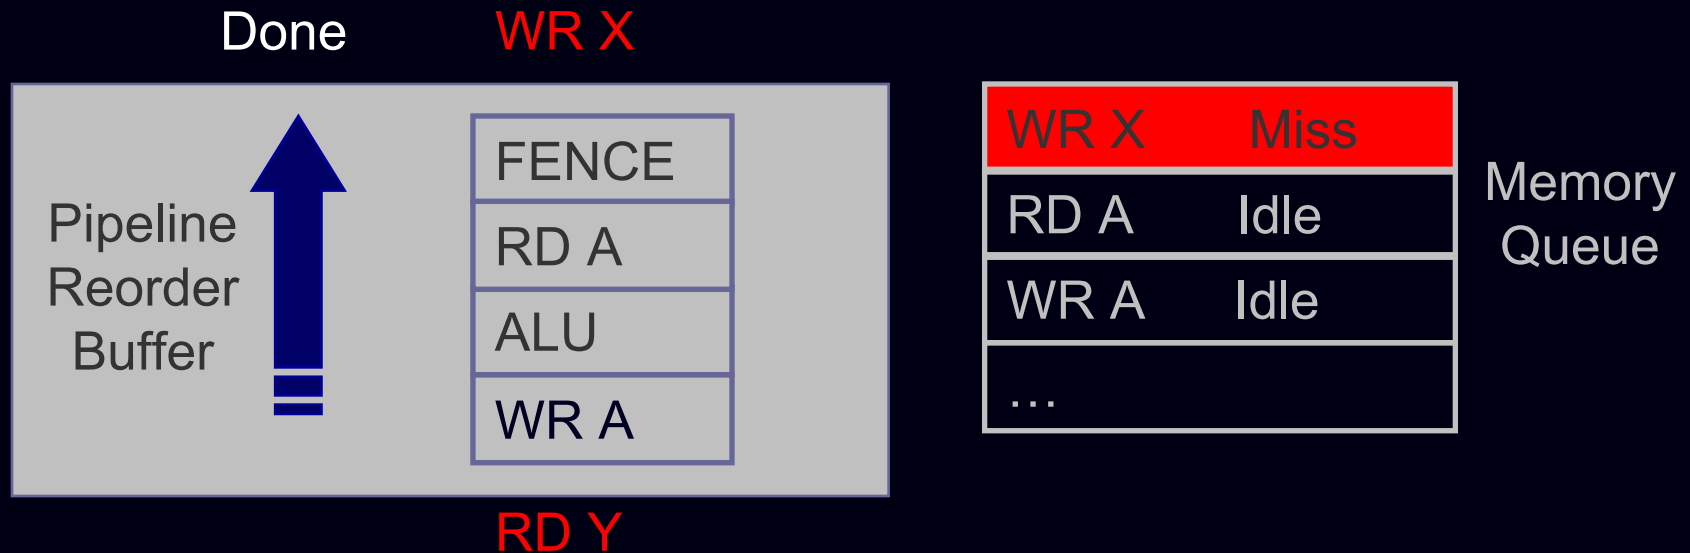 Done
WR X
Pipeline
Reorder
Buffer
FENCE
RD A
ALU
WR A
RD Y
WR X Miss
RD A Idle
WR A Idle
…
Memory
Queue